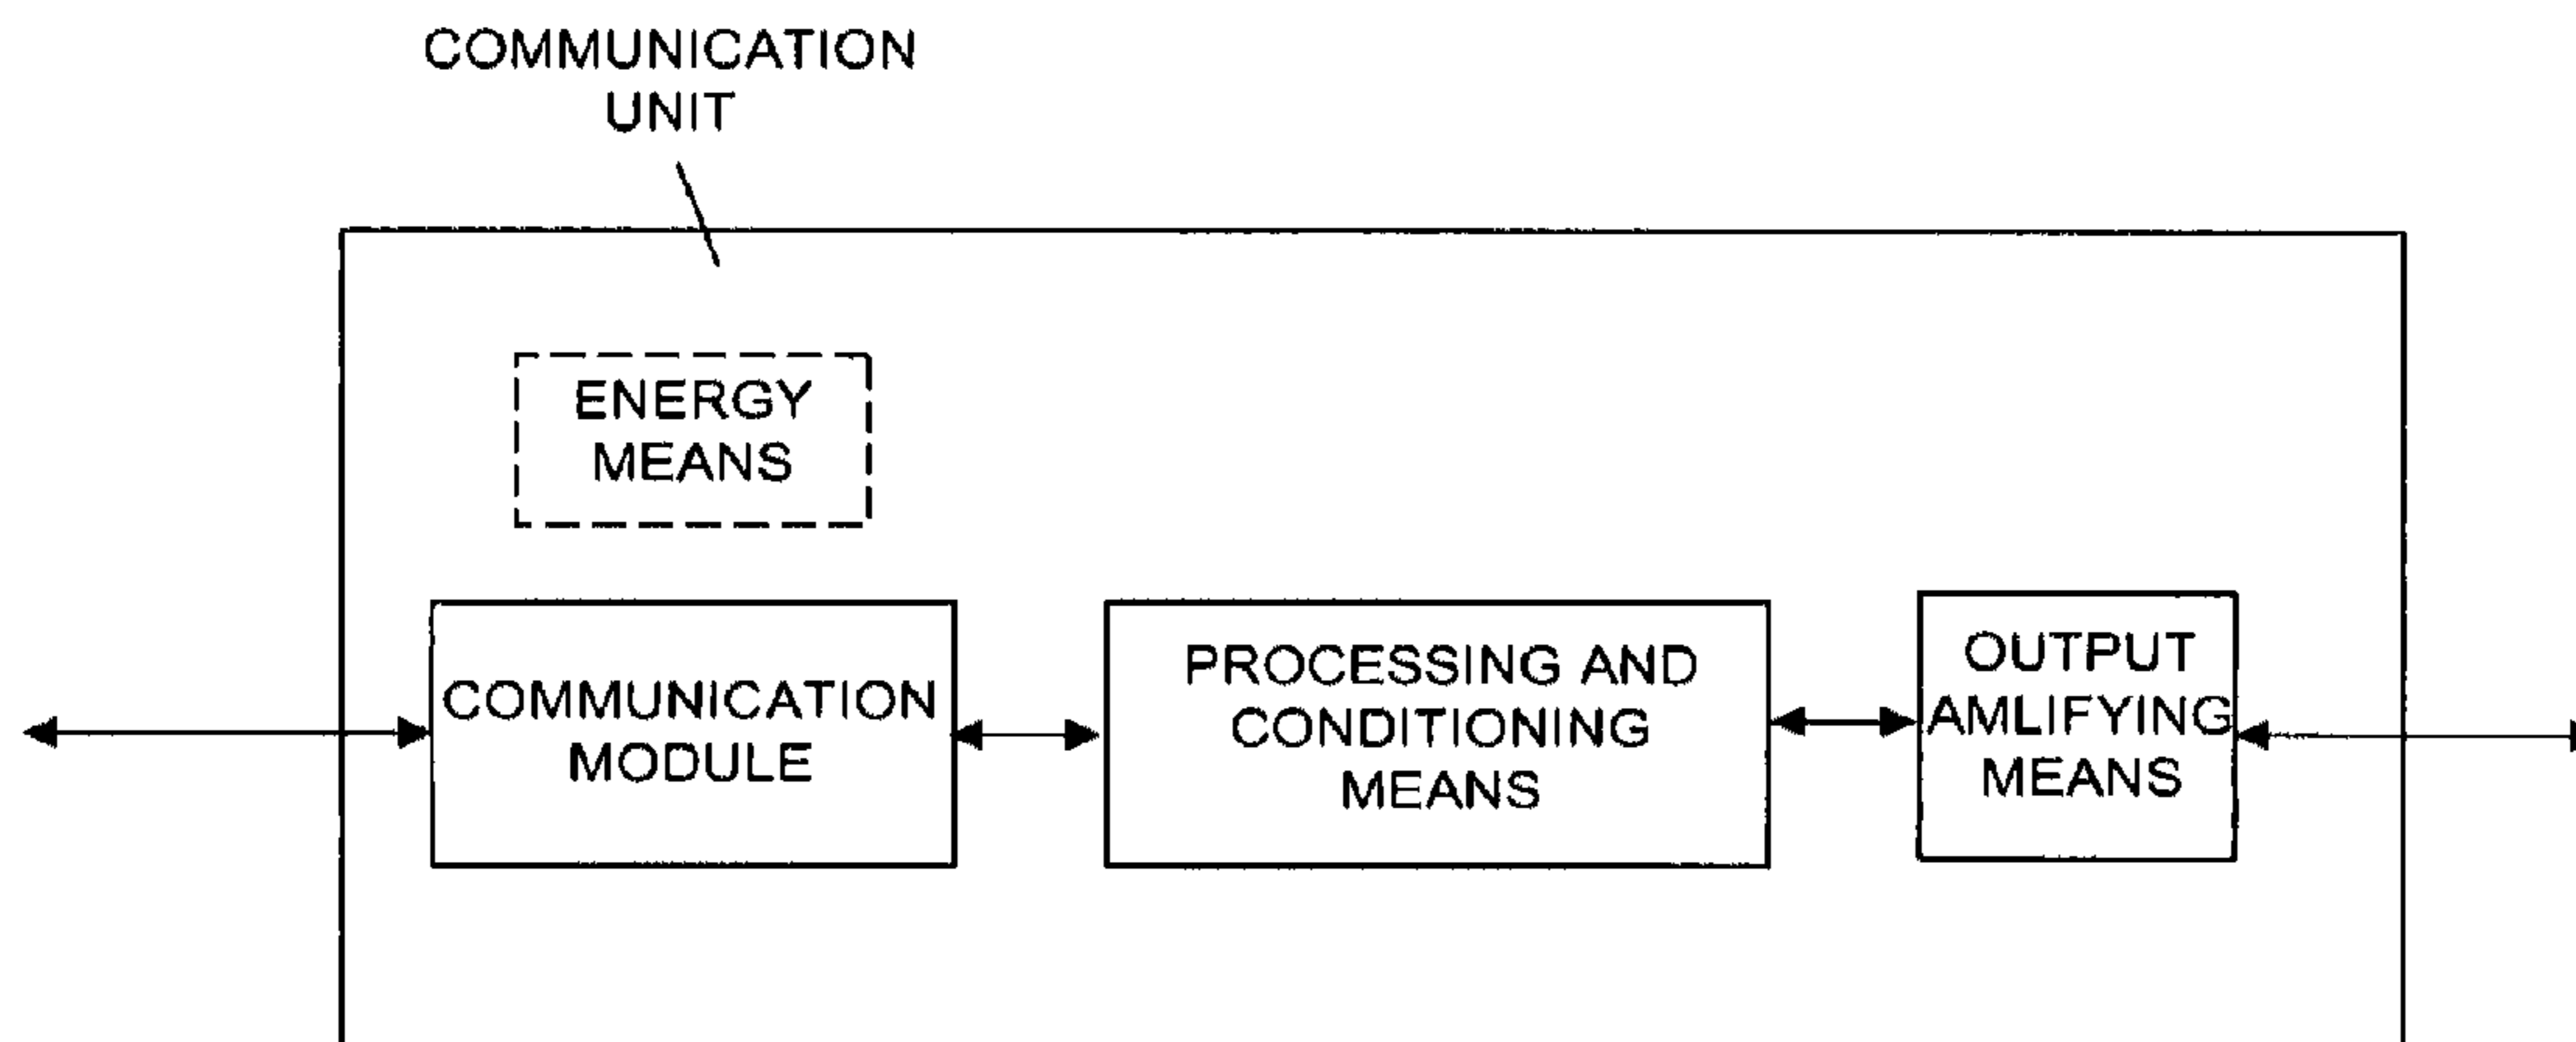 COMMUNICATION
UNIT
ENERGY
MEANS
COMMUNICATION
MODULE
PROCESSING AND
CONDITIONING
MEANS
OUTPUT
AMLIFYING
MEANS